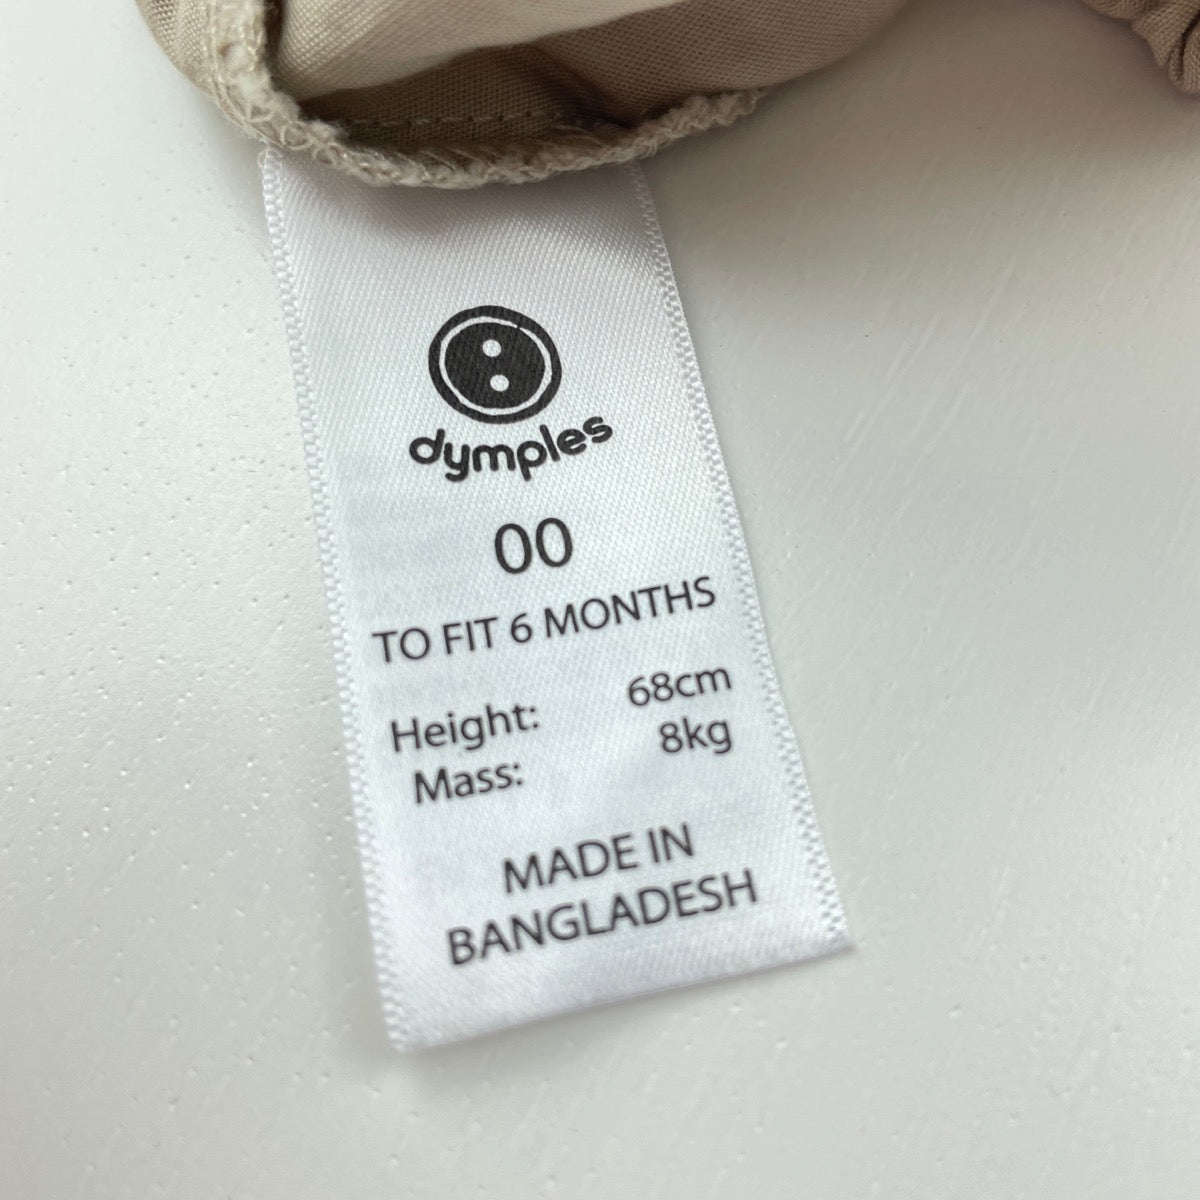 dymples
00
TO FIT 6 MONTHS
Height: 68cm
Mass: 8kg
MADE IN
BANGLADESH